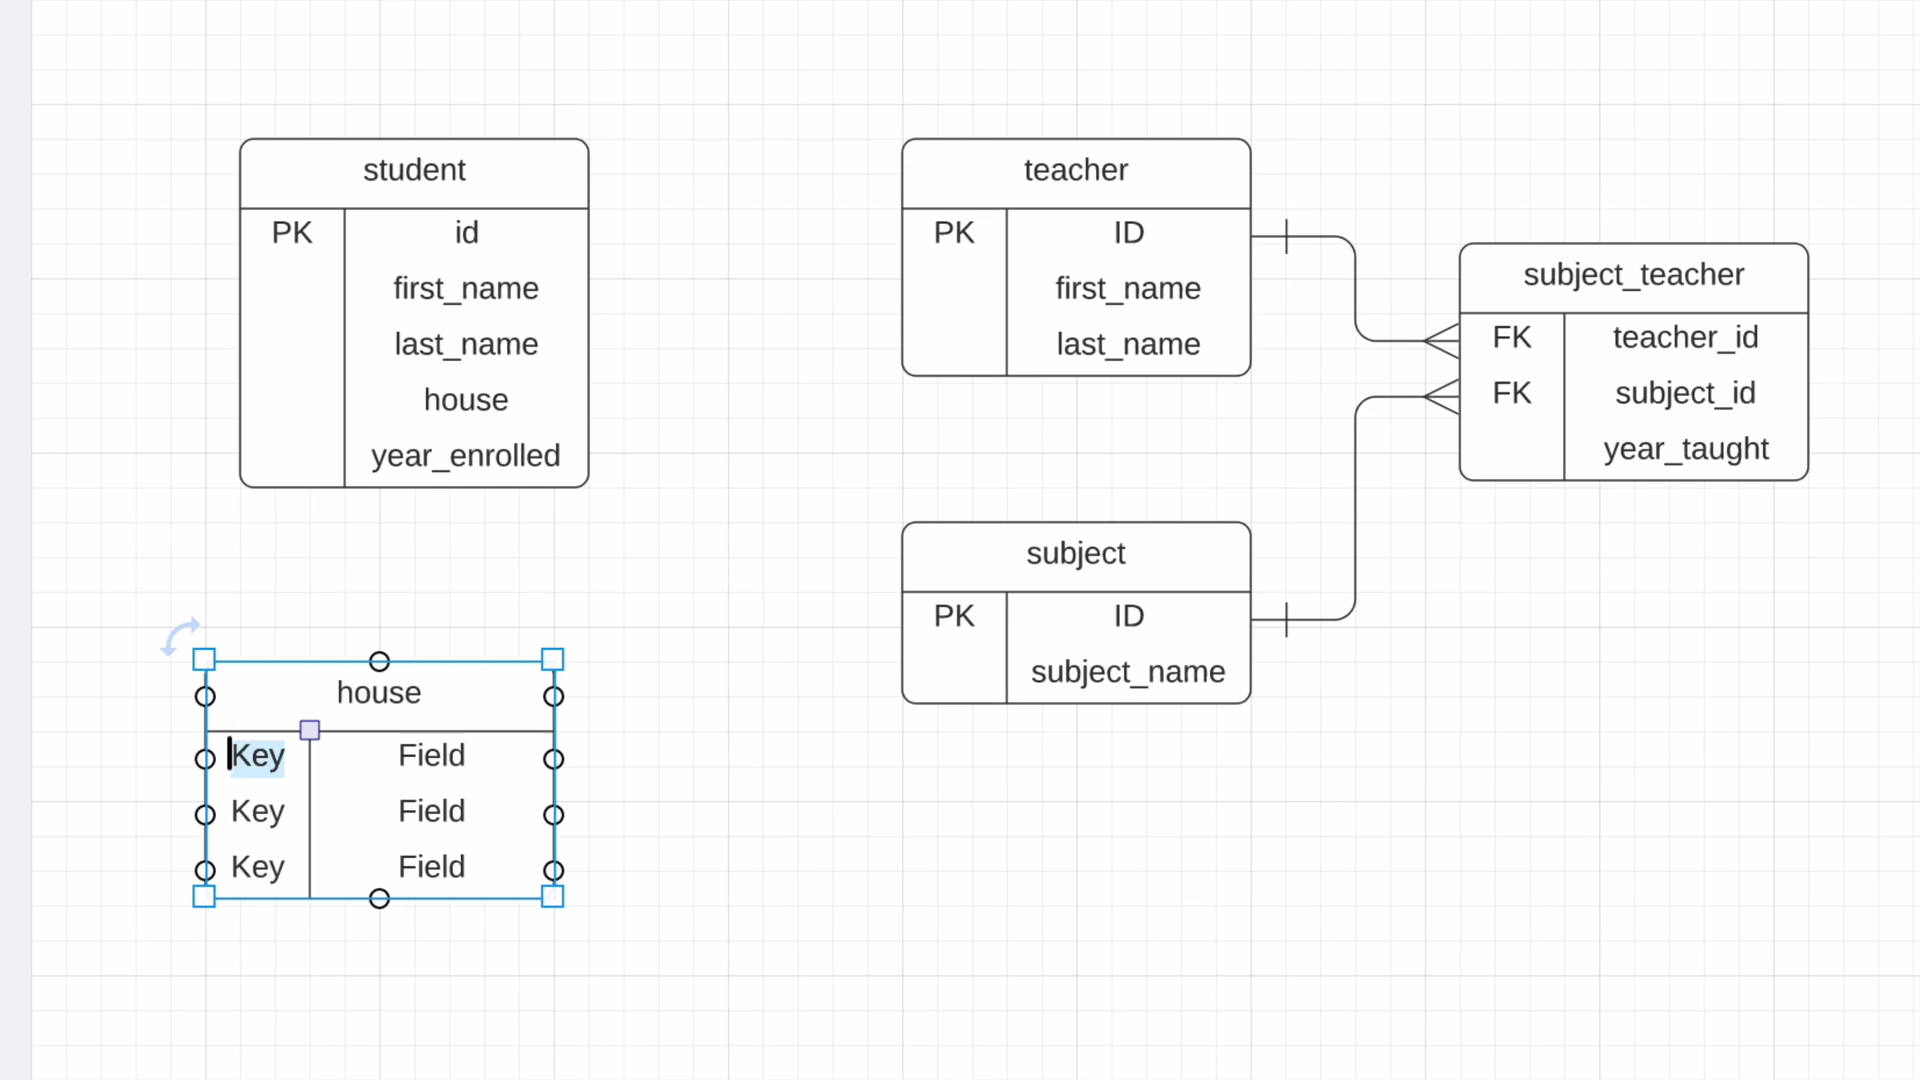 student
PK id
first_name
last_name
house
year_enrolled
teacher
PK ID
first_name
last_name
subject_teacher
FK teacher_id
FK subject_id
year_taught
subject
PK ID
subject_name
house
Key Field
Key Field
Key Field